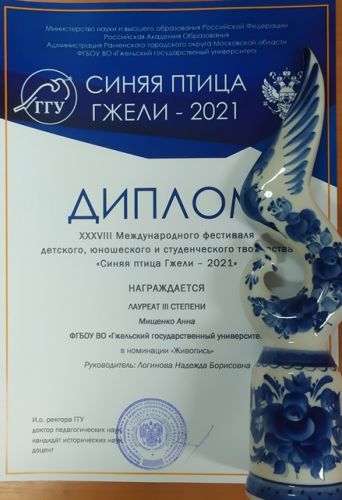 Министерство науки и высшего образования Российской Федерации
Российская Академия Образования
Администрация Раменского городского округа Московской области
ФГБОУ ВО «Гжельский государственный университет»
ГГУ
СИНЯЯ ПТИЦА
ГЖЕЛИ - 2021
ДИПЛОМ
XXXVIII Международного фестиваля
детского, юношеского и студенческого творчества
«Синяя птица Гжели – 2021»
НАГРАЖДАЕТСЯ
ЛАУРЕАТ III СТЕПЕНИ
Мищенко Анна
ФГБОУ ВО «Гжельский государственный университе
в номинации «Живопись»
Руководитель: Логинова Надежда Борисовна
И.о. ректора ГГУ
доктор педагогических наук,
кандидат исторических наук,
доцент